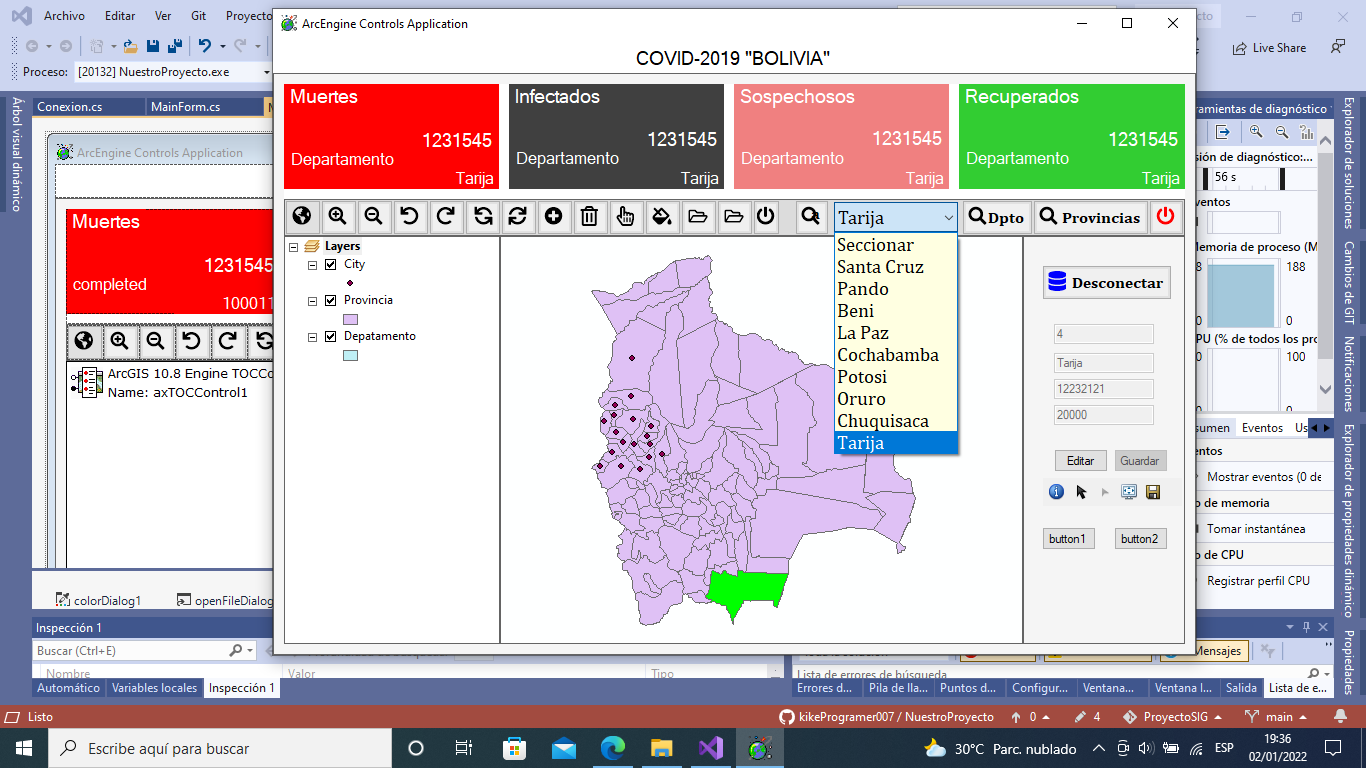 Archivo Editar Ver Git Proyecto
ArcEngine Controls Application
COVID-2019 "BOLIVIA"
Live Share
Proceso: [20132] NuestroProyecto.exe
Árbol visual dinámico
Conexion.cs MainForm.cs
ArcEngine Controls Application
Muertes
1231545
completed
100011
ArcGIS 10.8 Engine TOCCo
Name: axTOCControl1
colorDialog1 openFileDialog
Muertes
1231545
Departamento
Tarija
Infectados
1231545
Departamento
Tarija
Sospechosos
1231545
Departamento
Tarija
Recuperados
1231545
Departamento
Tarija
Tarija
Dpto
Provincias
Layers
City
Provincia
Depatamento
Seccionar
Santa Cruz
Pando
Beni
La Paz
Cochabamba
Potosi
Oruro
Chuquisaca
Tarija
Desconectar
4
Tarija
12232121
20000
Editar Guardar
button1 button2
ramientas de diagnóstico
sión de diagnóstico:...
56 s
ventos
Memoria de proceso (M
188 188
0 0
PU (% de todos los pro
100 100
0 0
sumen Eventos Us
entos
Mostrar eventos (0 de
o de memoria
Tomar instantánea
o de CPU
Registrar perfil CPU
Explorador de soluciones
Cambios de GIT
Notificaciones
Explorador de propiedades dinámico
Propiedades
Inspección 1
Buscar (Ctrl+E)
Nombre Valor Tipo
Automático Variables locales Inspección 1
Mensajes
Lista de errores de búsqueda
Errores d... Pila de lla... Puntos d... Configur... Ventana... Ventana I... Salida Lista de e...
Listo
kikeProgramer007 / NuestroProyecto 0 4 ProyectoSIG main
Escribe aquí para buscar
30°C Parc. nublado
ESP
19:36
02/01/2022